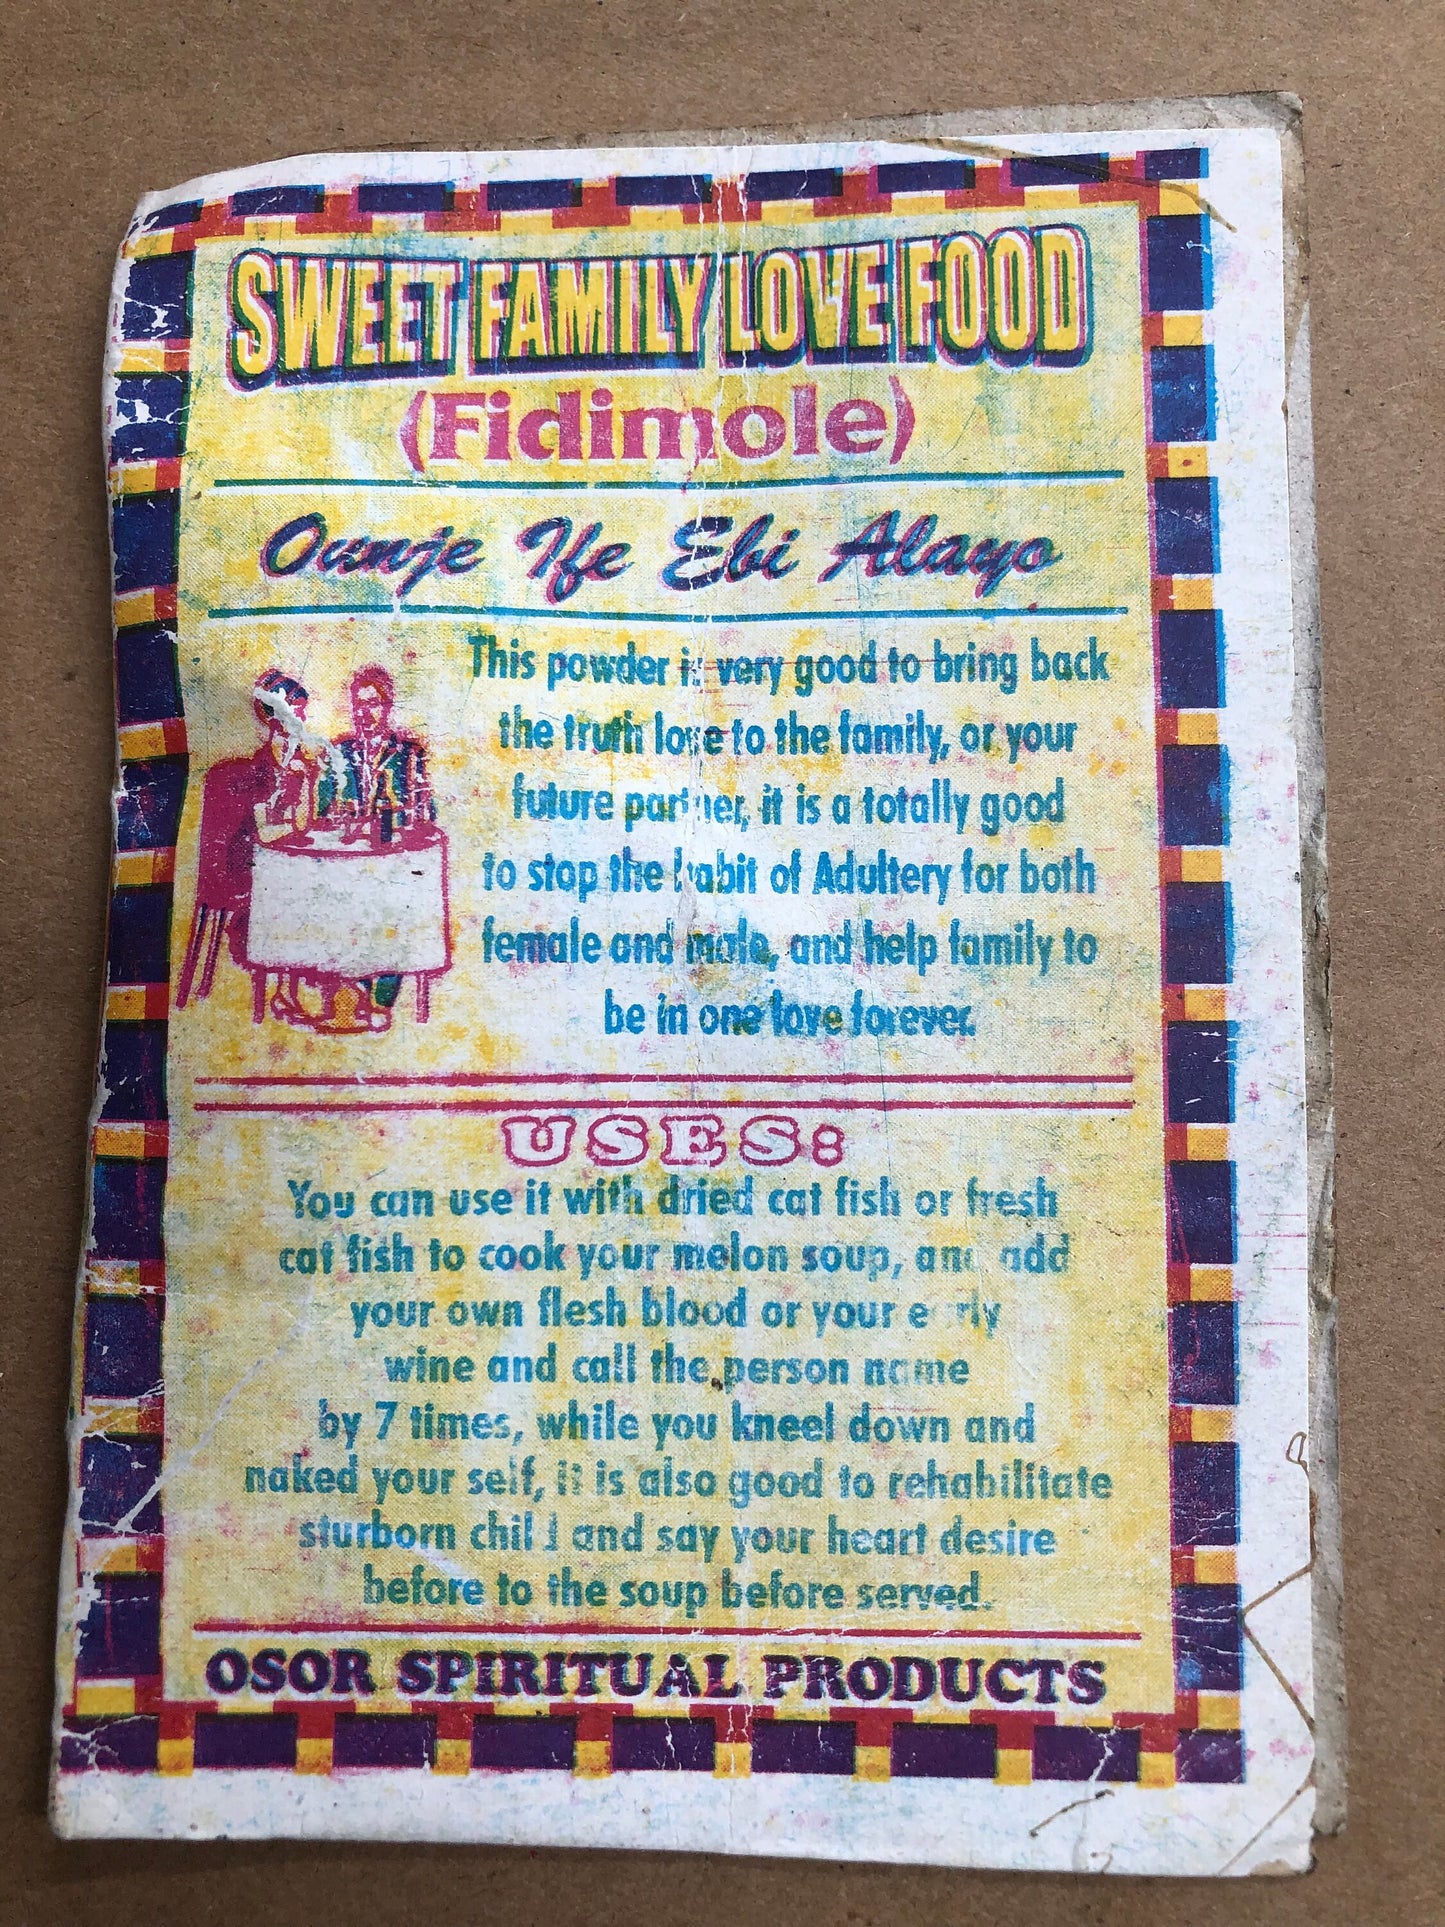 SWEET FAMILY LOVE FOOD
(Fidimole)
Ounje Ife Ebi Alayo
This powder is very good to bring back
the truth love to the family, or your
future partner, it is a totally good
to stop the habit of Adultery for both
female and male, and help family to
be in one love forever.
USES:
You can use it with dried cat fish or fresh
cat fish to cook your melon soup, and add
your own flesh blood or your early
wine and call the person name
by 7 times, while you kneel down and
naked your self, it is also good to rehabilitate
sturborn child and say your heart desire
before to the soup before served.
OSOR SPIRITUAL PRODUCTS